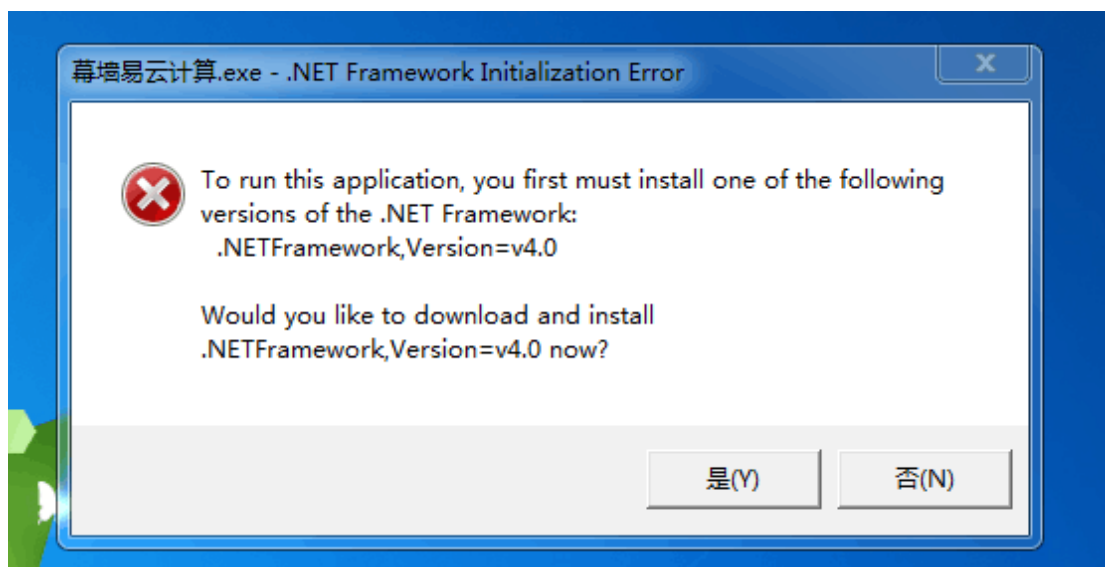 幕墙易云计算.exe - .NET Framework Initialization Error
To run this application, you first must install one of the following
versions of the .NET Framework:
.NETFramework,Version=v4.0
Would you like to download and install
.NETFramework,Version=v4.0 now?
是(Y)
否(N)